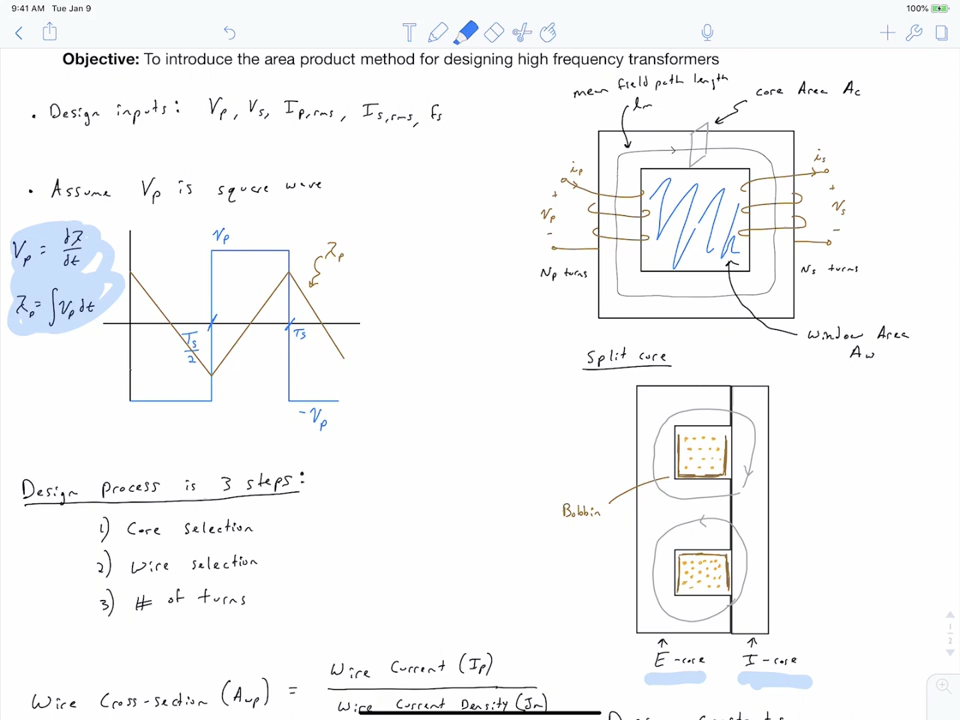 9:41 AM Tue Jan 9
100%
Objective: To introduce the area product method for designing high frequency transformers
• Design inputs: Vp, Vs, Ip,rms, Is,rms, fs
• Assume Vp is square wave
Vp = dλ/dt
λp = ∫ Vp dt
Vp
λp
Ts/2
Ts
-Vp
mean field path length
lm
core Area Ac
ip
is
+
Vp
-
+
Vs
-
Np turns
Ns turns
Window Area
Aw
Split core
Bobbin
E-core
I-core
Design process is 3 steps:
1) Core selection
2) Wire selection
3) # of turns
Wire Cross-section (Awp) = Wire Current (Ip)
Wire Current Density (Jm)
1
2